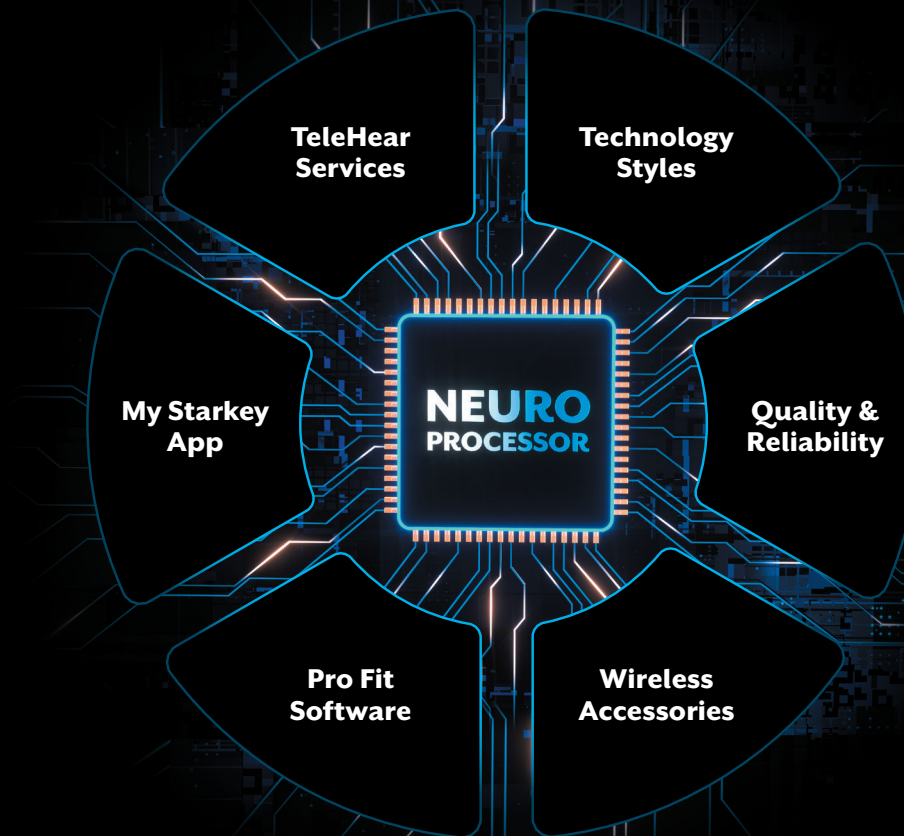 TeleHear
Services
Technology
Styles
My Starkey
App
NEURO
PROCESSOR
Quality &
Reliability
Pro Fit
Software
Wireless
Accessories